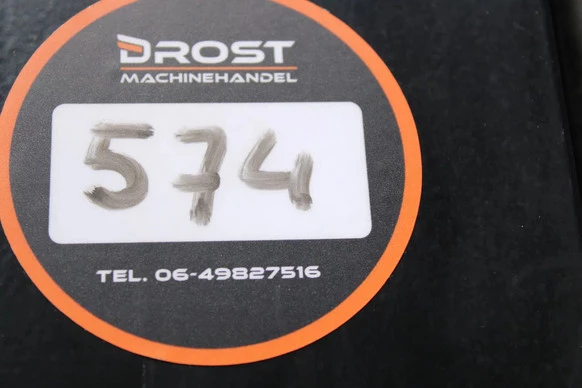 DROST
MACHINEHANDEL
574
TEL. 06-49827516